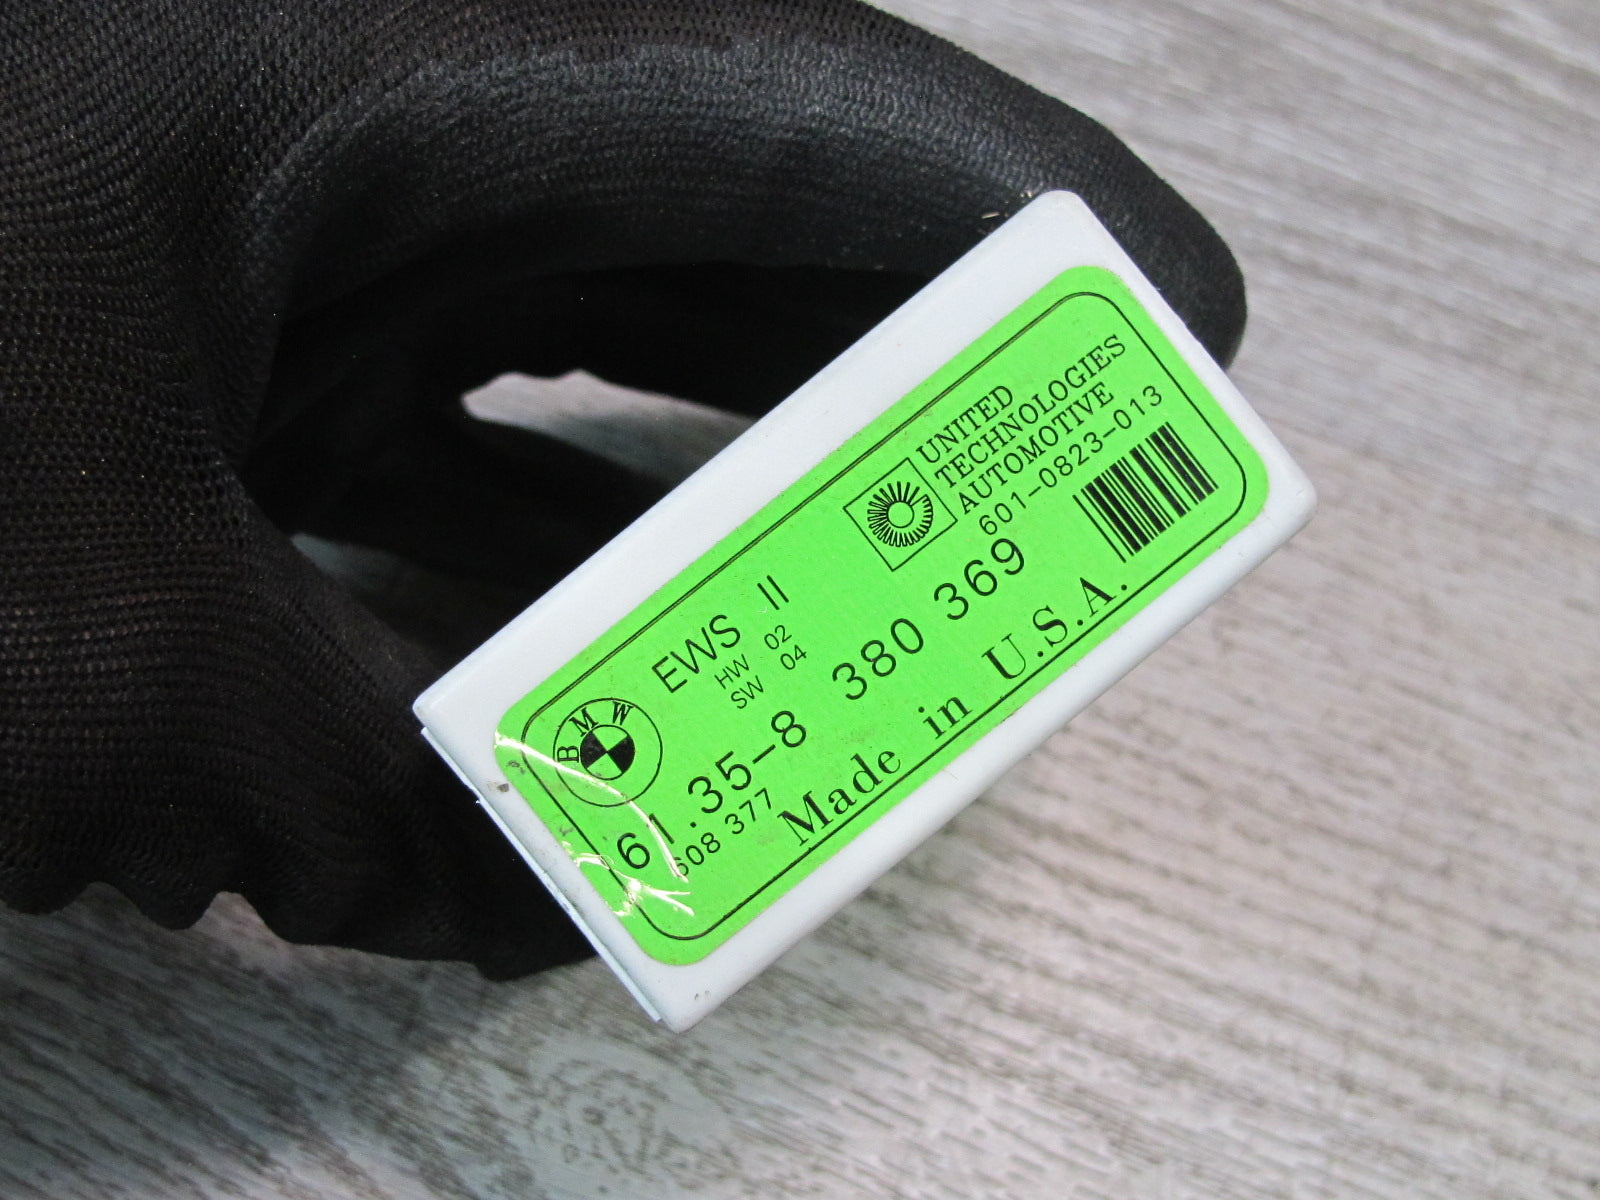 UNITED
TECHNOLOGIES
AUTOMOTIVE
601-0823-013
EWS II
HW 02
SW 04
BMW
61.35-8 380 369
608 377
Made in U.S.A.